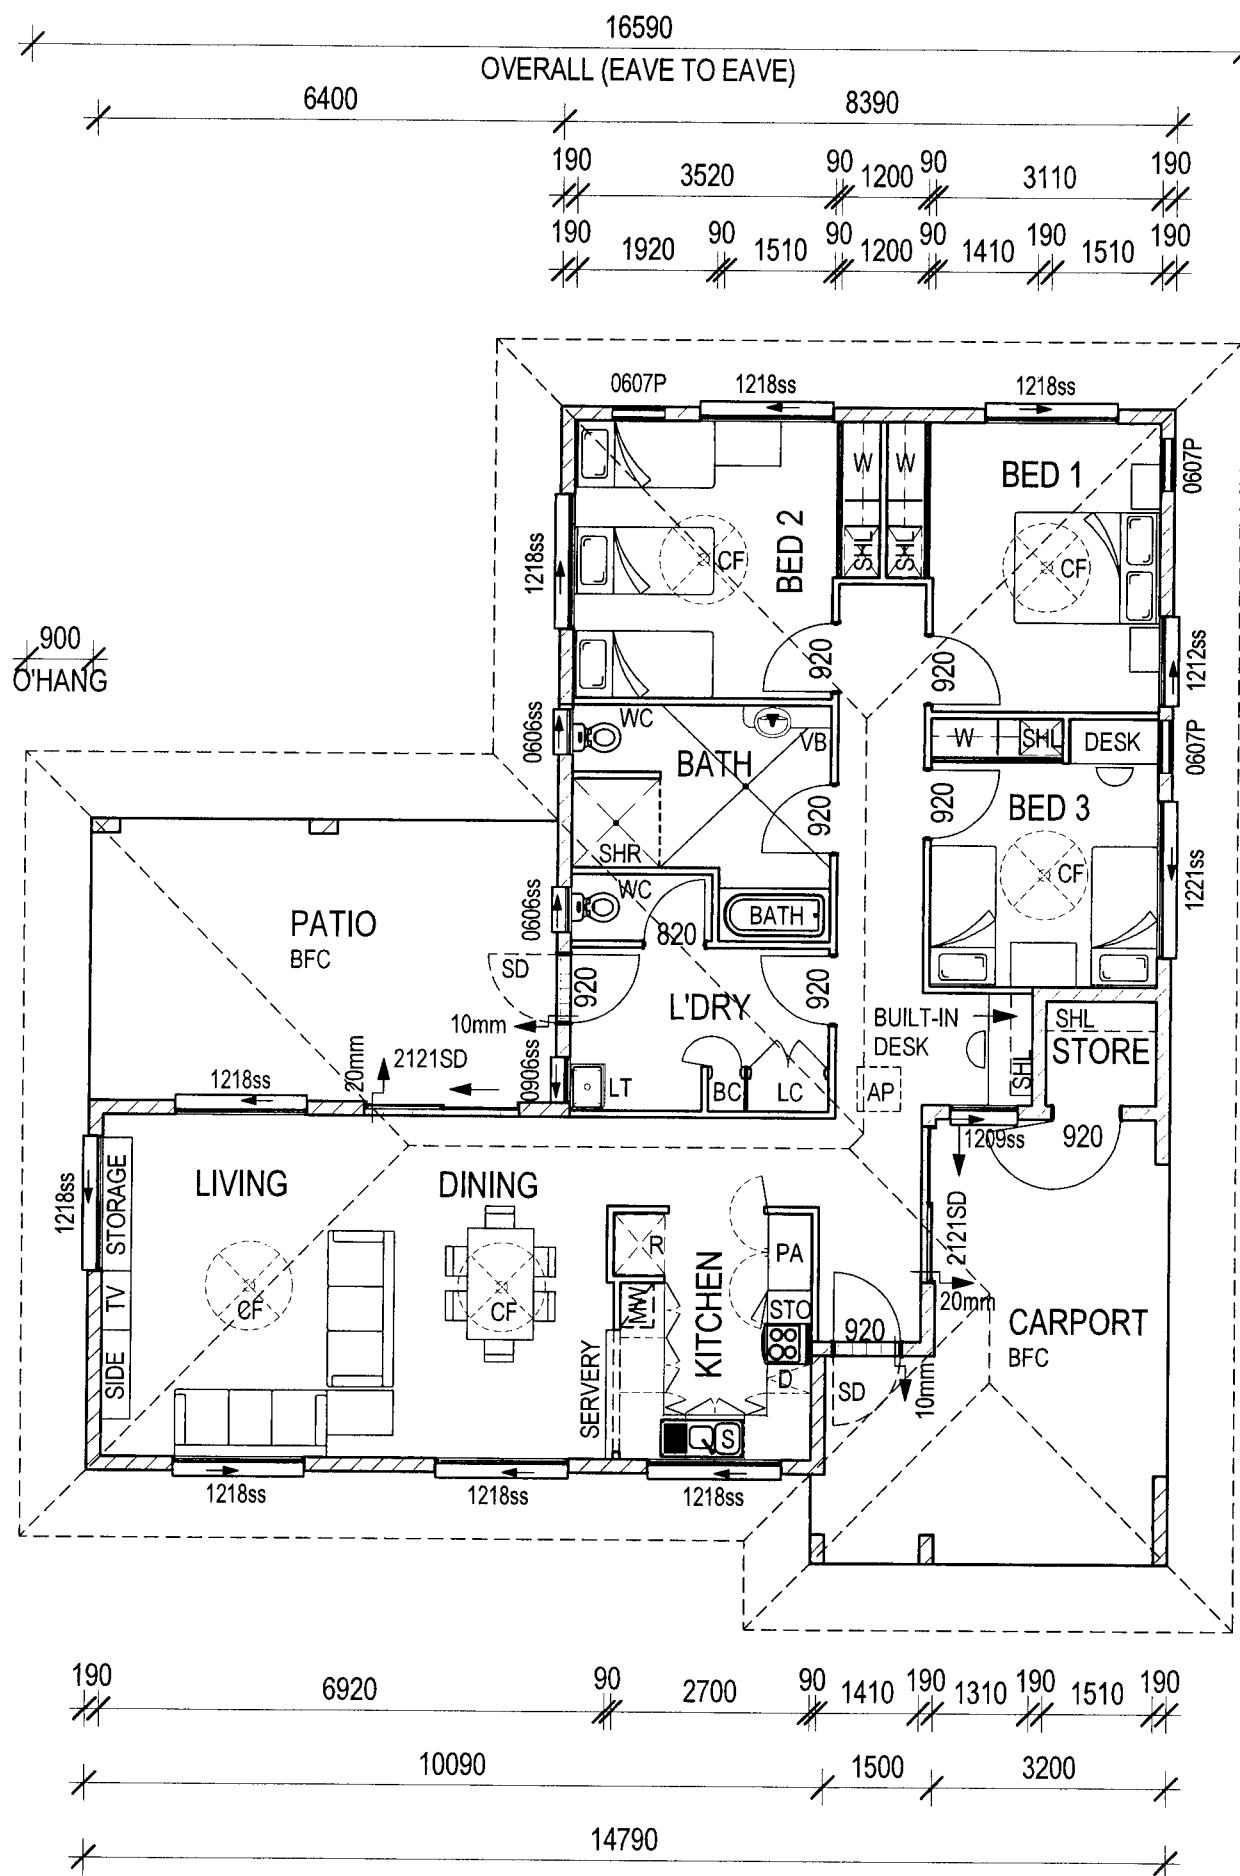 16590
OVERALL (EAVE TO EAVE)
6400
8390
190
3520
90
1200
90
3110
190
190
1920
90
1510
90
1200
90
1410
190
1510
190
0607P
1218ss
1218ss
W
W
BED 1
0607P
BED 2
SHL
SHL
1218ss
CF
CF
900
O'HANG
920
920
1212ss
WC
0606ss
VB
W
SHL
DESK
0607P
BATH
920
920
BED 3
SHR
WC
CF
1221ss
0606ss
BATH
PATIO
BFC
820
SD
920
920
L'DRY
10mm
BUILT-IN
DESK
SHL
STORE
20mm
2121SD
1218ss
0906ss
LT
BC
LC
AP
SHL
1209ss
920
LIVING
DINING
STORAGE
1218ss
2121SD
R
PA
KITCHEN
TV
CF
CF
MW
STO
20mm
CARPORT
BFC
920
SIDE
SERVERY
D
SD
10mm
S
1218ss
1218ss
1218ss
190
6920
90
2700
90
1410
190
1310
190
1510
190
10090
1500
3200
14790